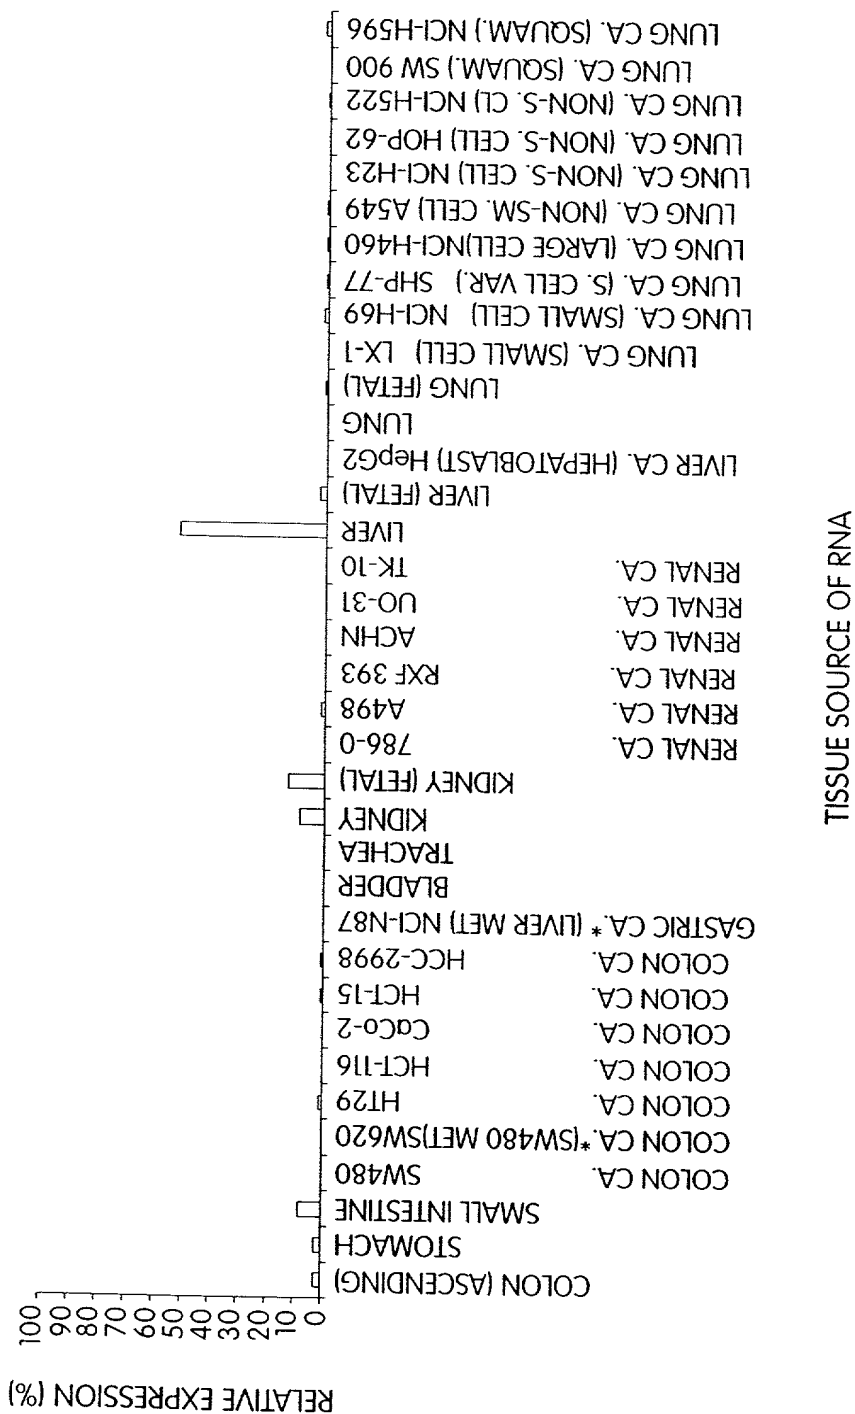 RELATIVE EXPRESSION (%)
100
90
80
70
60
50
40
30
20
10
0
COLON (ASCENDING)
STOMACH
SMALL INTESTINE
COLON CA. SW480
COLON CA.*(SW480 MET)SW620
COLON CA. HT29
COLON CA. HCT-116
COLON CA. CaCo-2
COLON CA. HCT-15
COLON CA. HCC-2998
GASTRIC CA.* (LIVER MET) NCI-N87
BLADDER
TRACHEA
KIDNEY
KIDNEY (FETAL)
RENAL CA. 786-0
RENAL CA. A498
RENAL CA. RXF 393
RENAL CA. ACHN
RENAL CA. UO-31
RENAL CA. TK-10
LIVER
LIVER (FETAL)
LIVER CA. (HEPATOBLAST) HepG2
LUNG
LUNG (FETAL)
LUNG CA. (SMALL CELL) LX-1
LUNG CA. (SMALL CELL) NCI-H69
LUNG CA. (S. CELL VAR.) SHP-77
LUNG CA. (LARGE CELL)NCI-H460
LUNG CA. (NON-SM. CELL) A549
LUNG CA. (NON-S. CELL) NCI-H23
LUNG CA. (NON-S. CELL) HOP-62
LUNG CA. (NON-S. CL) NCI-H522
LUNG CA. (SQUAM.) SW 900
LUNG CA. (SQUAM.) NCI-H596
TISSUE SOURCE OF RNA